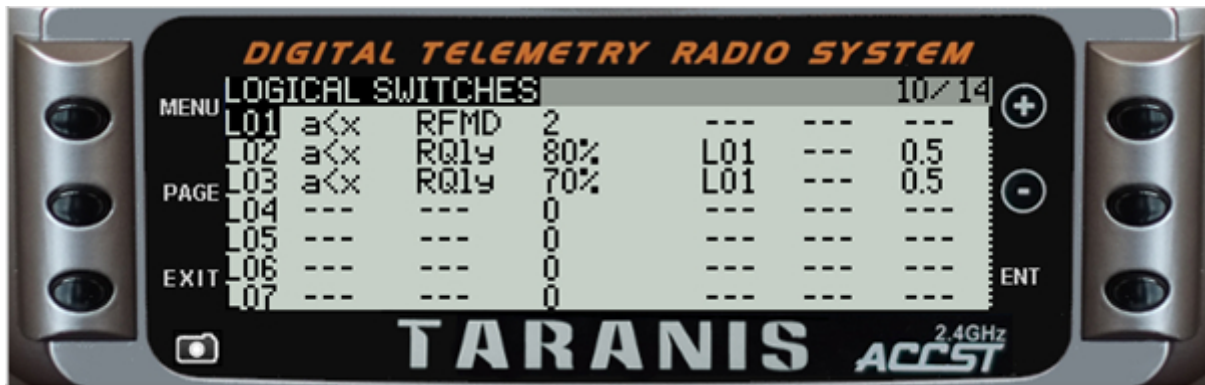 DIGITAL TELEMETRY RADIO SYSTEM
LOGICAL SWITCHES 10/14
MENU
L01 a<x RFMD 2 --- --- ---
L02 a<x RQly 80% L01 --- 0.5
PAGE
L03 a<x RQly 70% L01 --- 0.5
L04 --- --- 0 --- --- ---
L05 --- --- 0 --- --- ---
EXIT
L06 --- --- 0 --- --- ---
ENT
L07 --- --- 0 --- --- ---
TARANIS
2.4GHz
ACCST